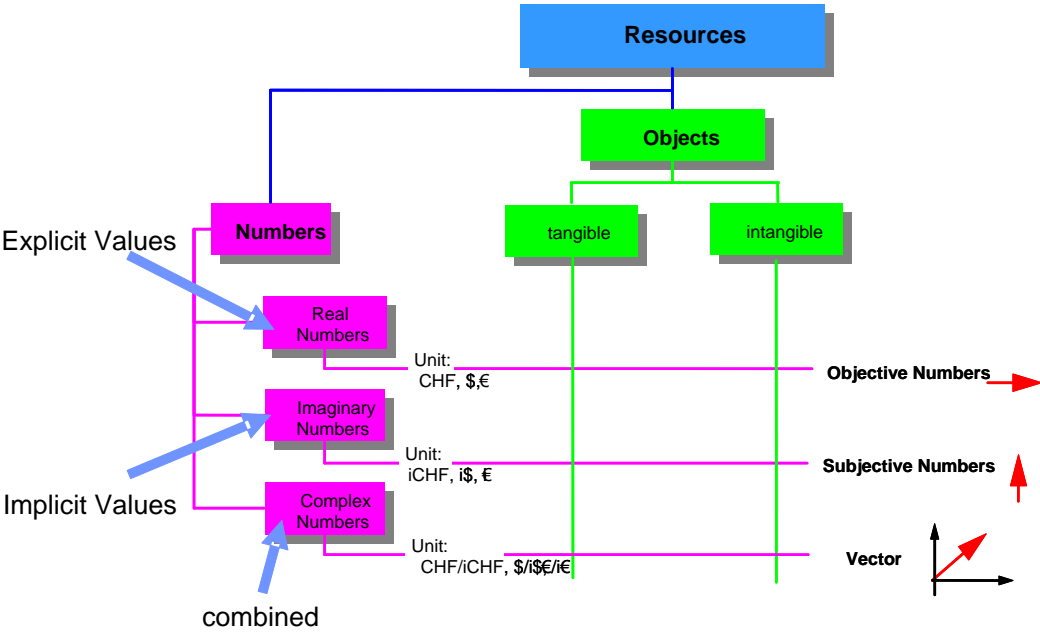 Resources
Objects
Numbers
tangible
intangible
Explicit Values
Real
Numbers
Unit:
CHF, $,€
Objective Numbers
Imaginary
Numbers
Unit:
iCHF, i$, €
Subjective Numbers
Implicit Values
Complex
Numbers
Unit:
CHF/iCHF, $/i$€/i€
Vector
combined